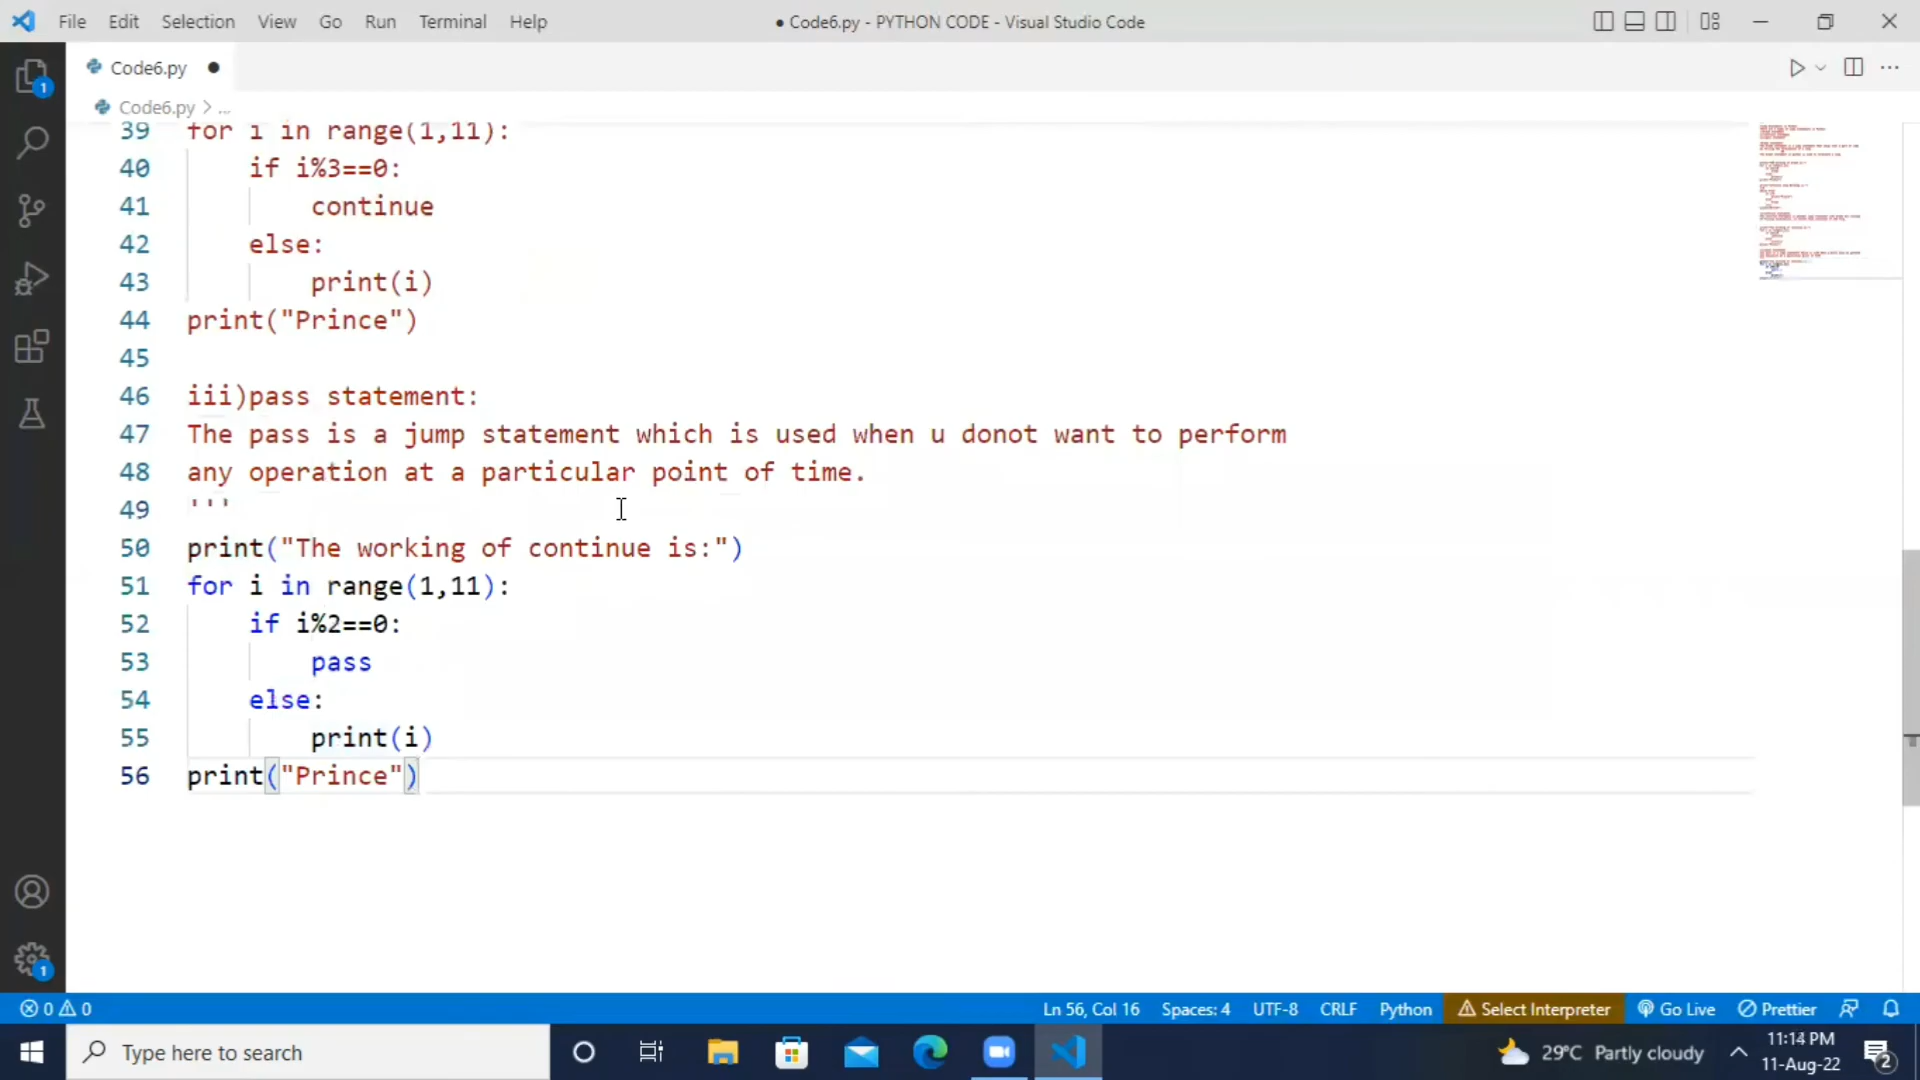 File Edit Selection View Go Run Terminal Help
● Code6.py - PYTHON CODE - Visual Studio Code
Code6.py ●
Code6.py > ...
39 for i in range(1,11):
40 if i%3==0:
41 continue
42 else:
43 print(i)
44 print("Prince")
45
46 iii)pass statement:
47 The pass is a jump statement which is used when u donot want to perform
48 any operation at a particular point of time.
49 '''
50 print("The working of continue is:")
51 for i in range(1,11):
52 if i%2==0:
53 pass
54 else:
55 print(i)
56 print("Prince")
1
1
0 0 Ln 56, Col 16 Spaces: 4 UTF-8 CRLF Python Select Interpreter Go Live Prettier
Type here to search
29°C Partly cloudy
11:14 PM
11-Aug-22
2